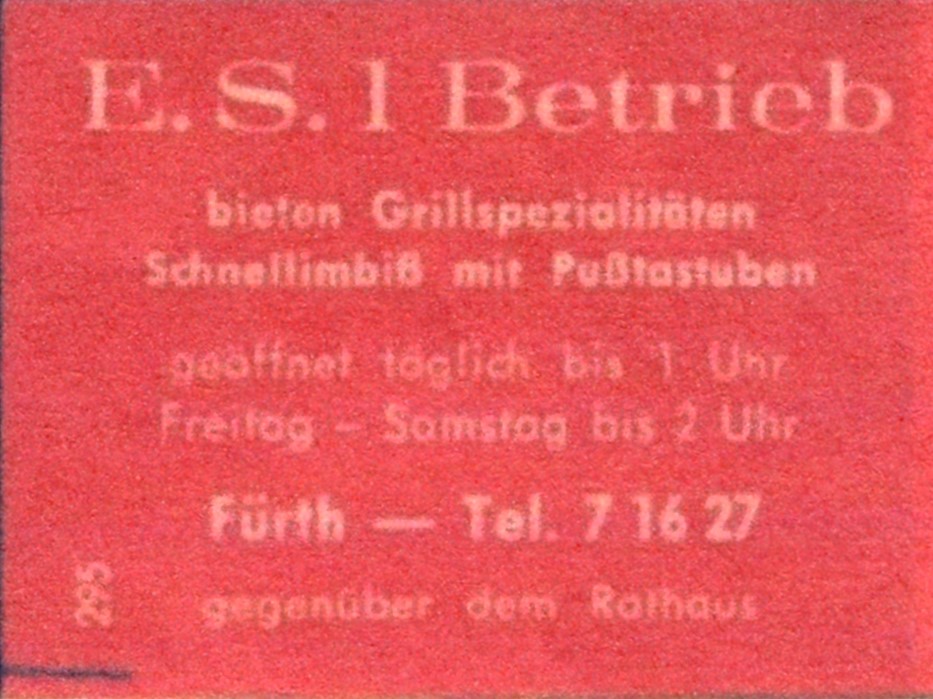 E.S.1 Betrieb
bieten Grillspezialitäten
Schnellimbiß mit Pußtastuben
geöffnet täglich bis 1 Uhr
Freitag – Samstag bis 2 Uhr
Fürth — Tel. 7 16 27
gegenüber dem Rathaus
295